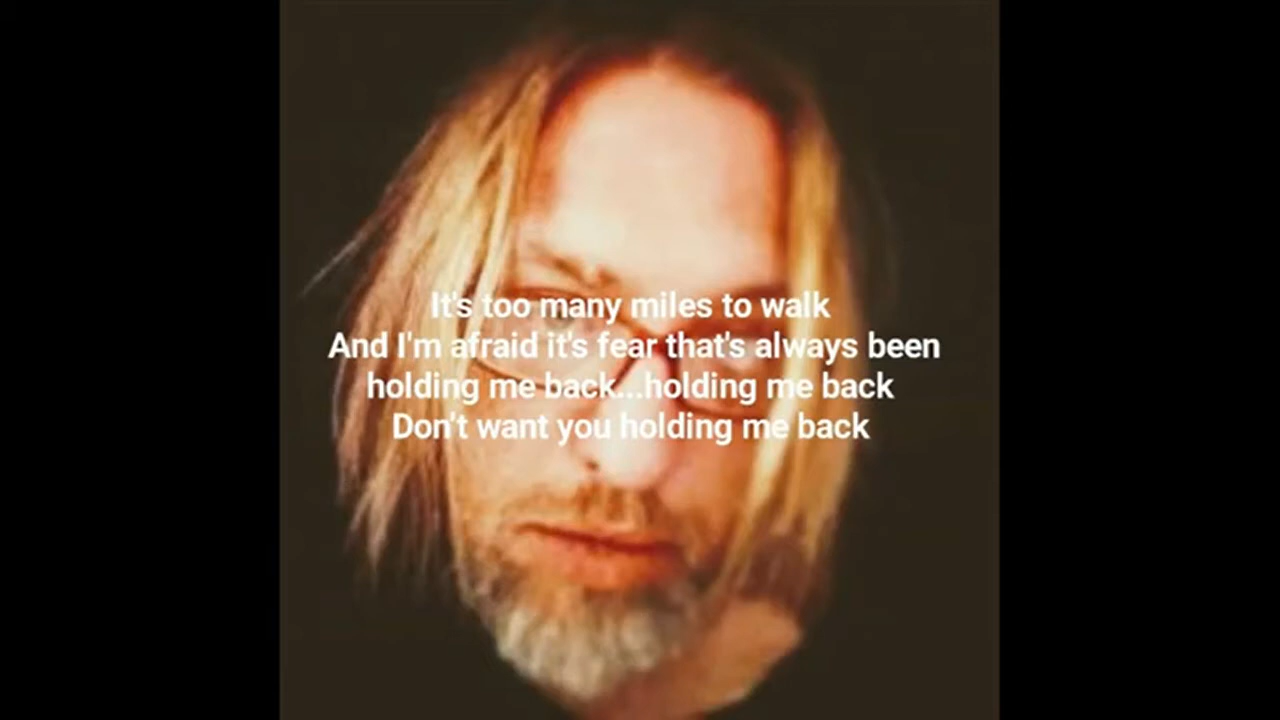 It's too many miles to walk
And I'm afraid it's fear that's always been
holding me back...holding me back
Don't want you holding me back